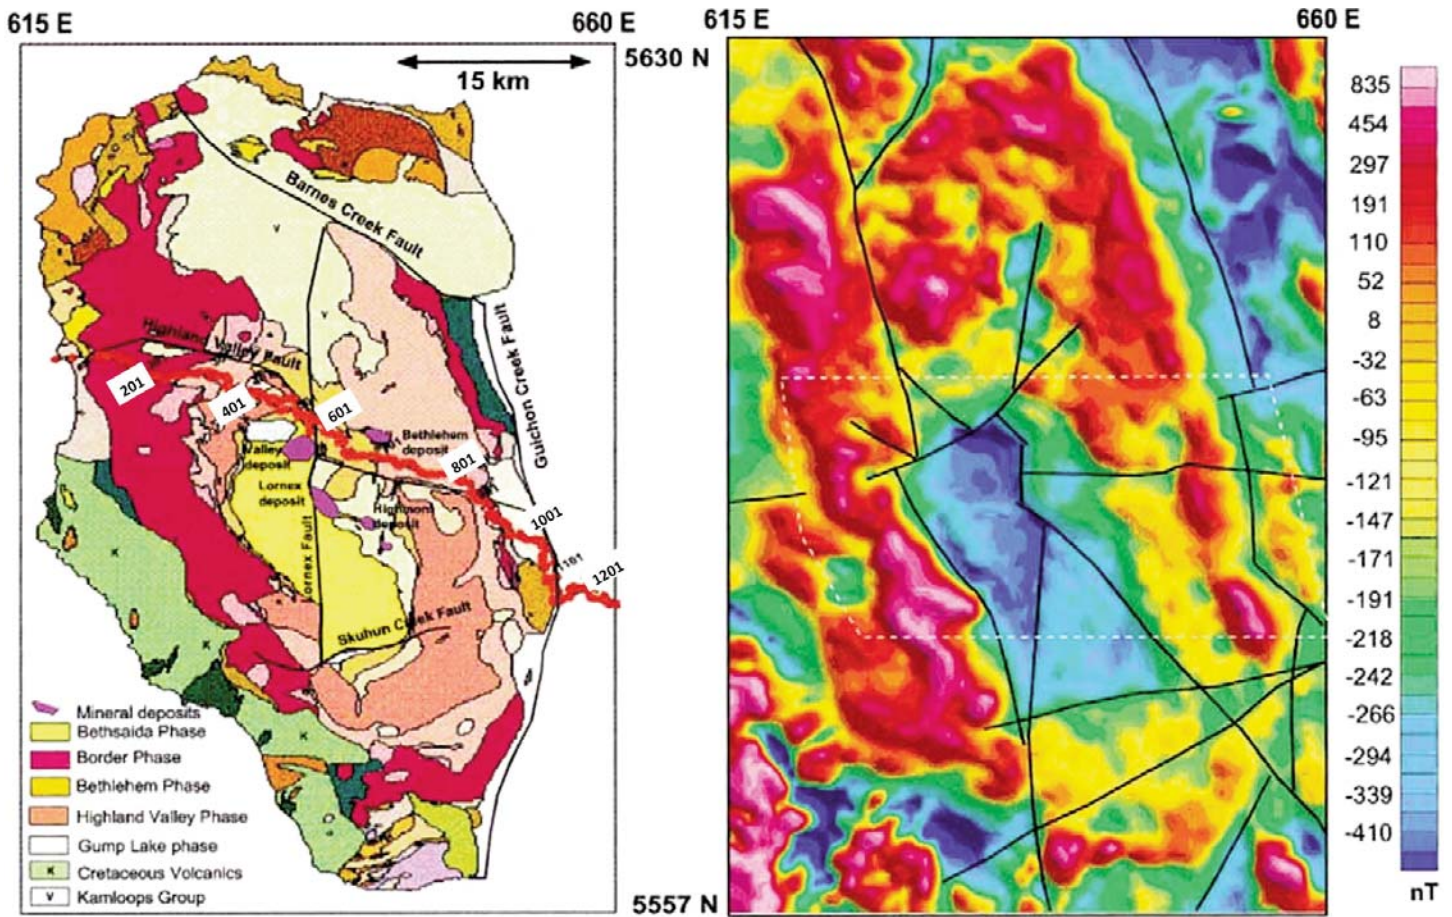 615 E
660 E
615 E
660 E
5630 N
15 km
Barnes Creek Fault
v
v
Highland Valley Fault
Guichon Creek Fault
201
401
601
Bethlehem
deposit
Valley
deposit
801
Lornex
deposit
Highmont
deposit
1001
1201
K
Lornex Fault
Skuhun Creek Fault
K
K
Mineral deposits
Bethsaida Phase
Border Phase
Bethlehem Phase
Highland Valley Phase
Gump Lake phase
K
Cretaceous Volcanics
v
Kamloops Group
5557 N
835
454
297
191
110
52
8
-32
-63
-95
-121
-147
-171
-191
-218
-242
-266
-294
-339
-410
nT